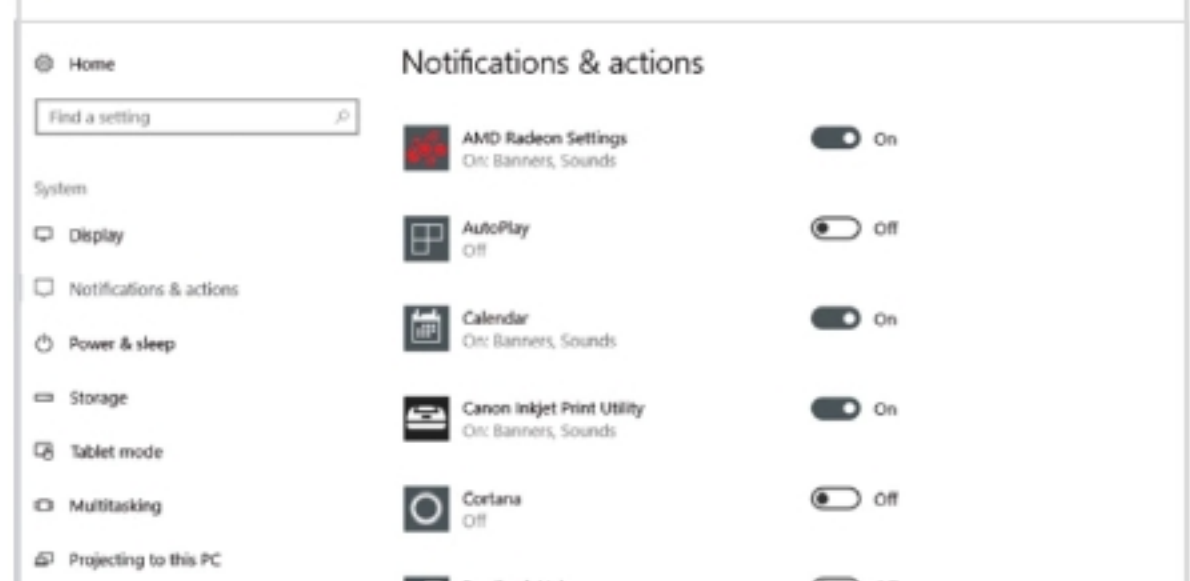 Home
Find a setting
System
Display
Notifications & actions
Power & sleep
Storage
Tablet mode
Multitasking
Projecting to this PC
Notifications & actions
AMD Radeon Settings
On: Banners, Sounds
On
AutoPlay
Off
Off
Calendar
On: Banners, Sounds
On
Canon Inkjet Print Utility
On: Banners, Sounds
On
Cortana
Off
Off